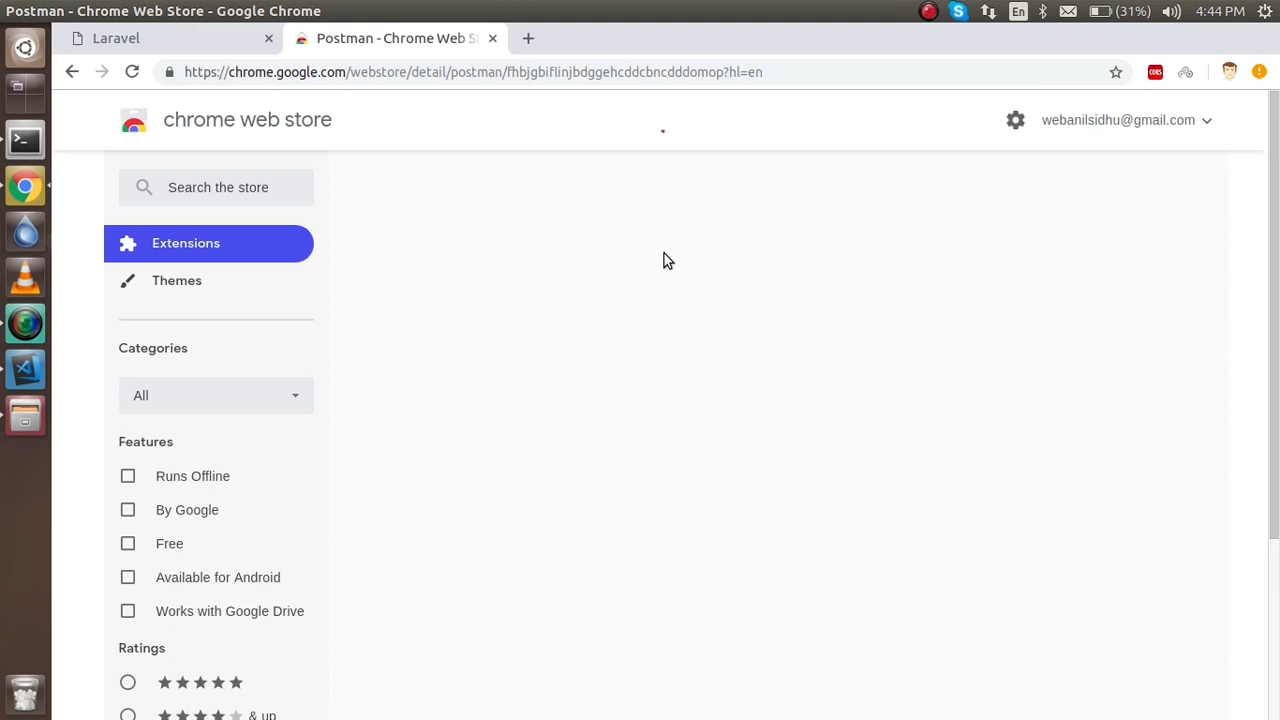 Postman - Chrome Web Store - Google Chrome
En
(31%)
4:44 PM
Laravel
Postman - Chrome Web St
https://chrome.google.com/webstore/detail/postman/fhbjgbiflinjbdggehcddcbncdddomop?hl=en
CORS
chrome web store
webanilsidhu@gmail.com
Search the store
Extensions
Themes
Categories
All
Features
Runs Offline
By Google
Free
Available for Android
Works with Google Drive
Ratings
& up